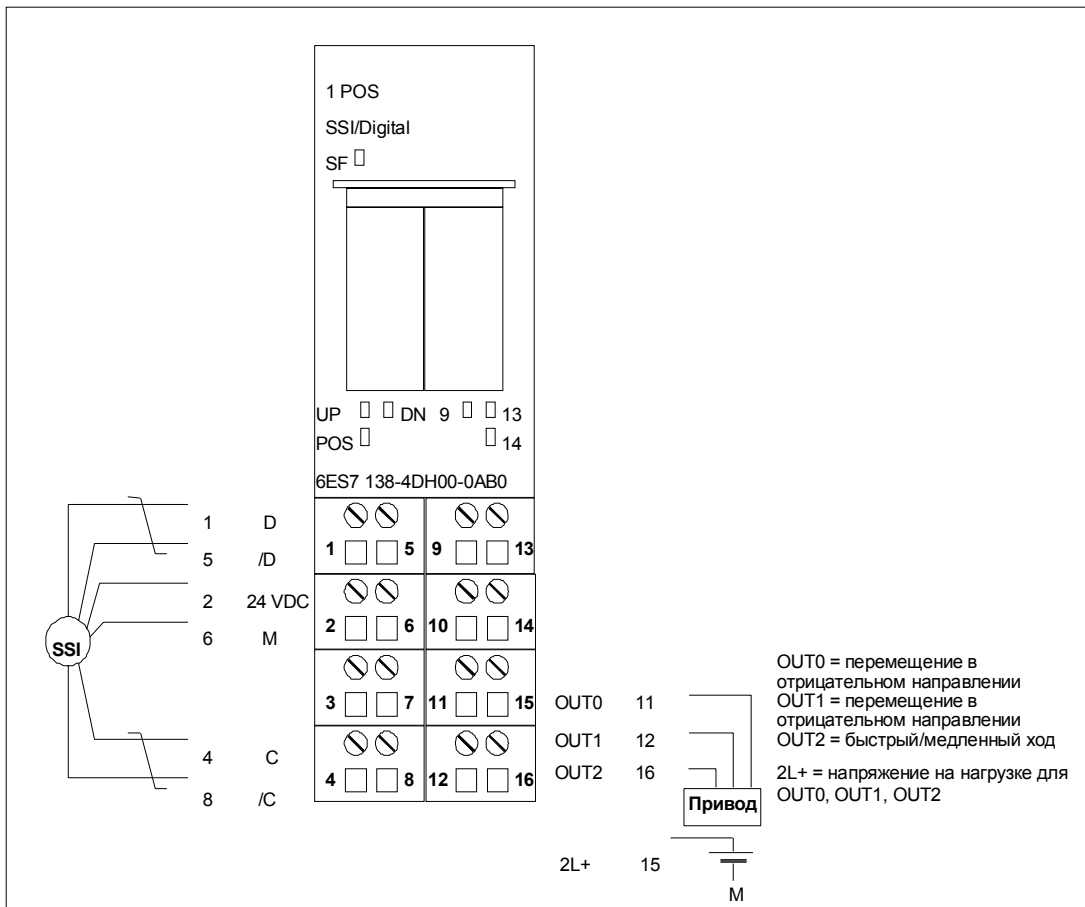 1 POS
SSI/Digital
SF
UP DN 9 13
POS 14
6ES7 138-4DH00-0AB0
1 D
5 /D
2 24 VDC
6 M
SSI
4 C
8 /C
1 5 9 13
2 6 10 14
3 7 11 15
4 8 12 16
OUT0 11
OUT1 12
OUT2 16
Привод
2L+ 15
M
OUT0 = перемещение в
отрицательном направлении
OUT1 = перемещение в
отрицательном направлении
OUT2 = быстрый/медленный ход
2L+ = напряжение на нагрузке для
OUT0, OUT1, OUT2